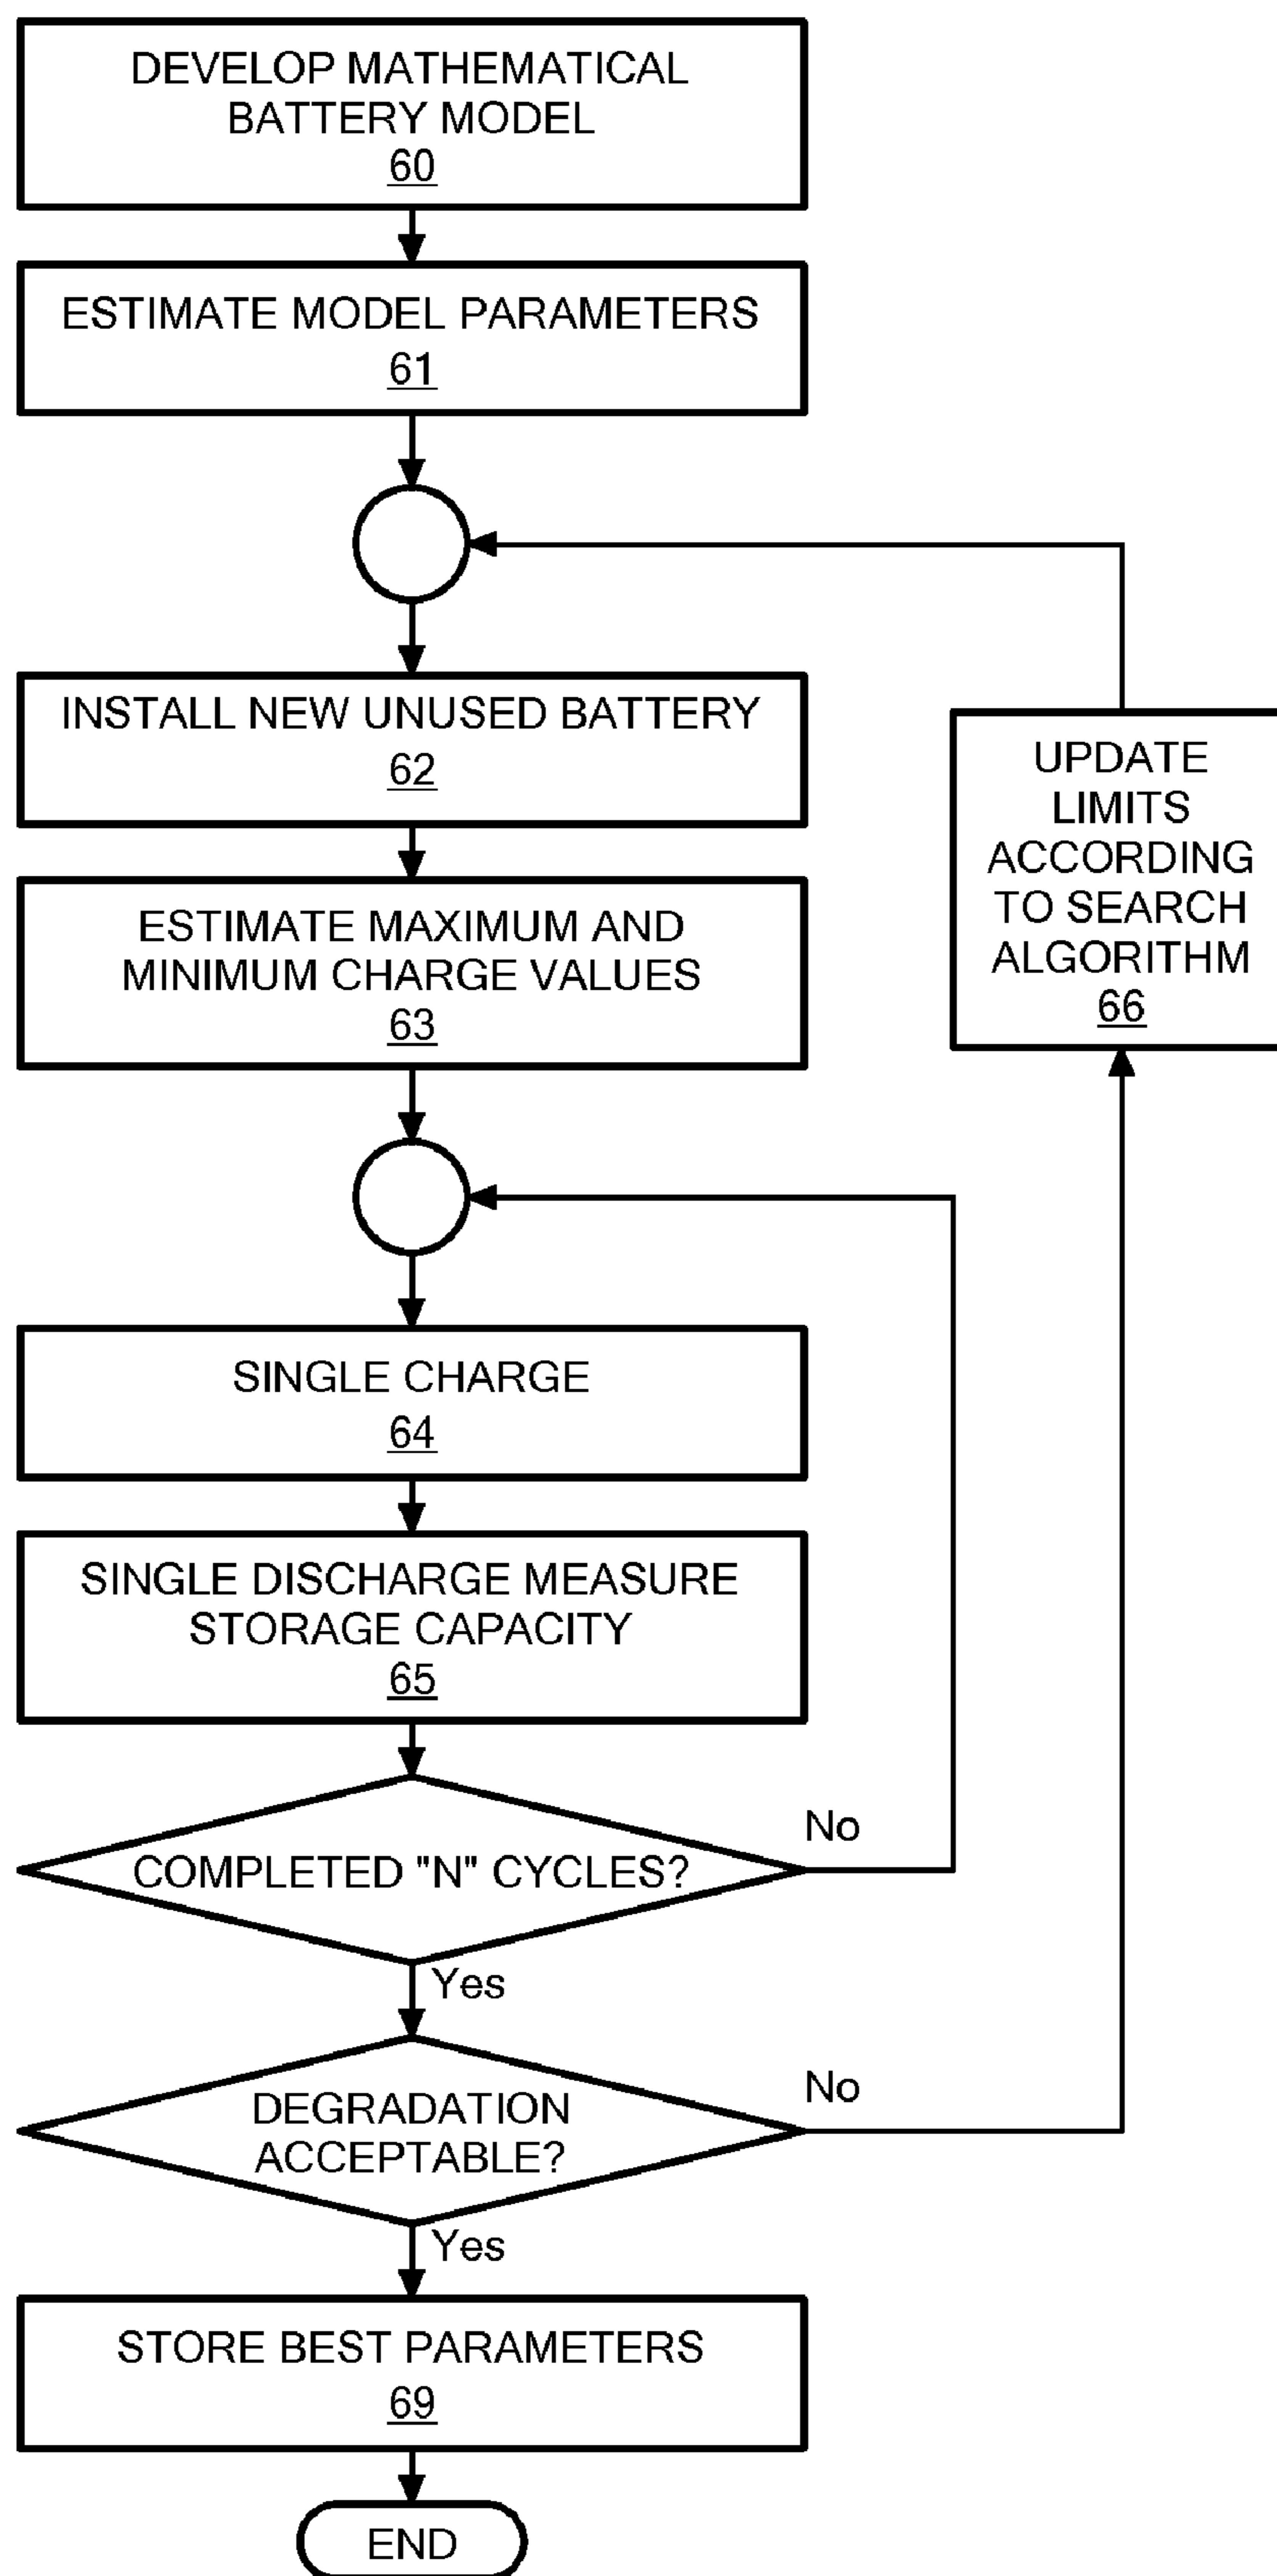 DEVELOP MATHEMATICAL
BATTERY MODEL
60
ESTIMATE MODEL PARAMETERS
61
INSTALL NEW UNUSED BATTERY
62
UPDATE
LIMITS
ACCORDING
TO SEARCH
ALGORITHM
66
ESTIMATE MAXIMUM AND
MINIMUM CHARGE VALUES
63
SINGLE CHARGE
64
SINGLE DISCHARGE MEASURE
STORAGE CAPACITY
65
COMPLETED "N" CYCLES?
No
Yes
DEGRADATION
ACCEPTABLE?
No
Yes
STORE BEST PARAMETERS
69
END